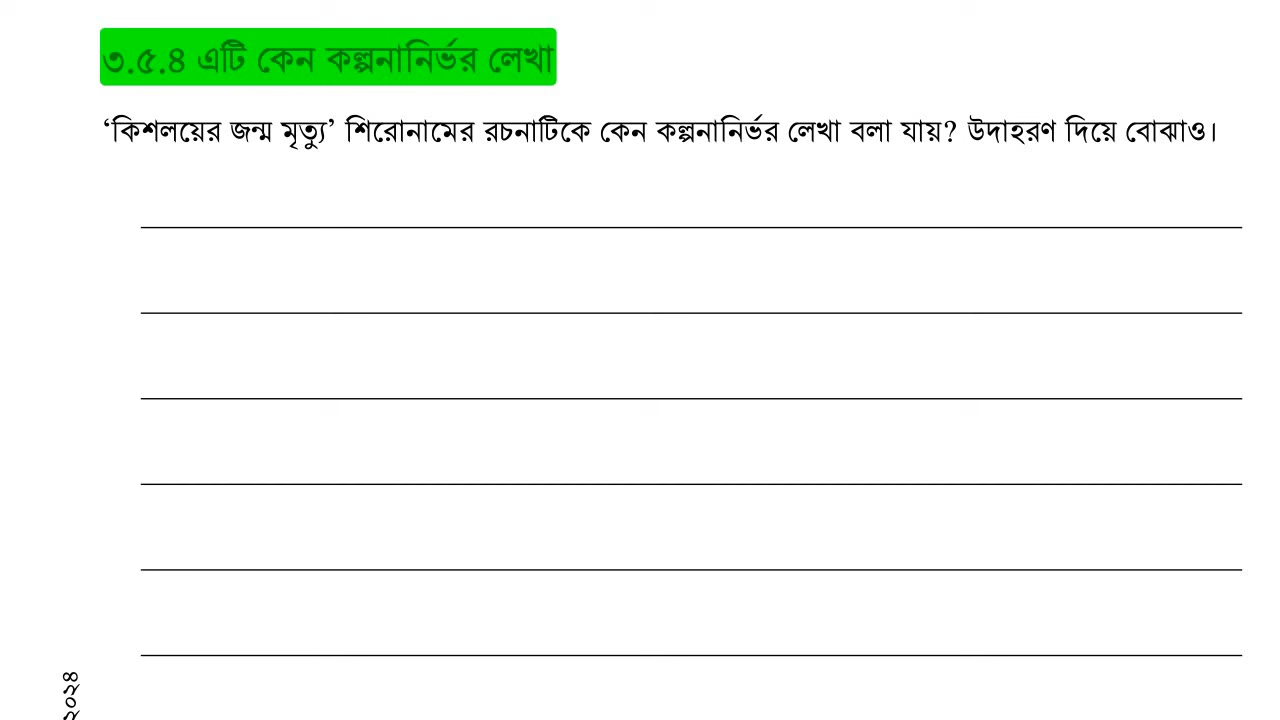 ৩.৫.৪ এটি কেন কল্পনানির্ভর লেখা
‘কিশলয়ের জন্ম মৃত্যু’ শিরোনামের রচনাটিকে কেন কল্পনানির্ভর লেখা বলা যায়? উদাহরণ দিয়ে বোঝাও।
২০২৪